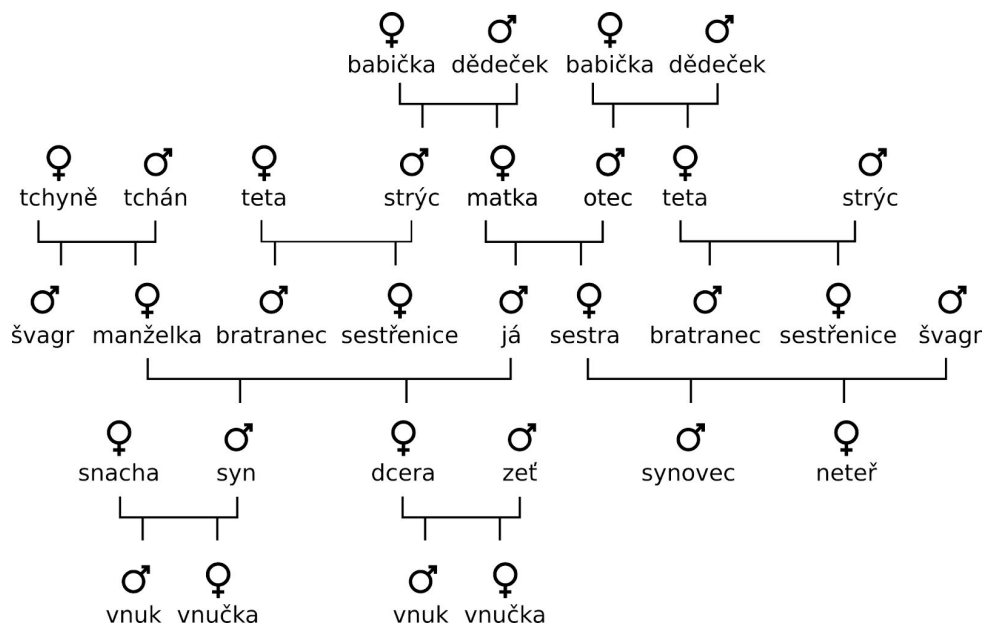 babička dědeček babička dědeček
tchyně tchán teta strýc matka otec teta strýc
švagr manželka bratranec sestřenice já sestra bratranec sestřenice švagr
snacha syn dcera zeť synovec neteř
vnuk vnučka vnuk vnučka